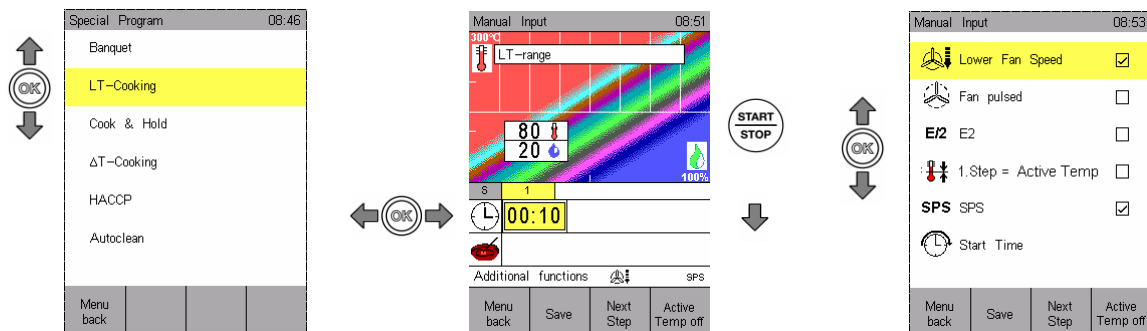 Special Program 08:46
Banquet
OK
LT-Cooking
Cook & Hold
ΔT-Cooking
HACCP
Autoclean
Menu
back
Manual Input 08:51
300°C
LT-range
80
20
100%
S 1
00:10
OK
Additional functions SPS
Menu
back
Save
Next
Step
Active
Temp off
START
STOP
Manual Input 08:53
Lower Fan Speed
Fan pulsed
OK
E/2 E2
1.Step = Active Temp
SPS SPS
Start Time
Menu
back
Save
Next
Step
Active
Temp off